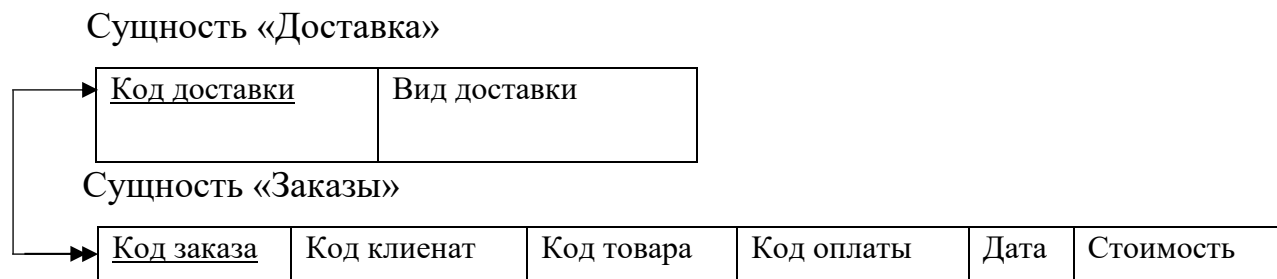 Сущность «Доставка»
Код доставки Вид доставки
Сущность «Заказы»
Код заказа Код клиенат Код товара Код оплаты Дата Стоимость